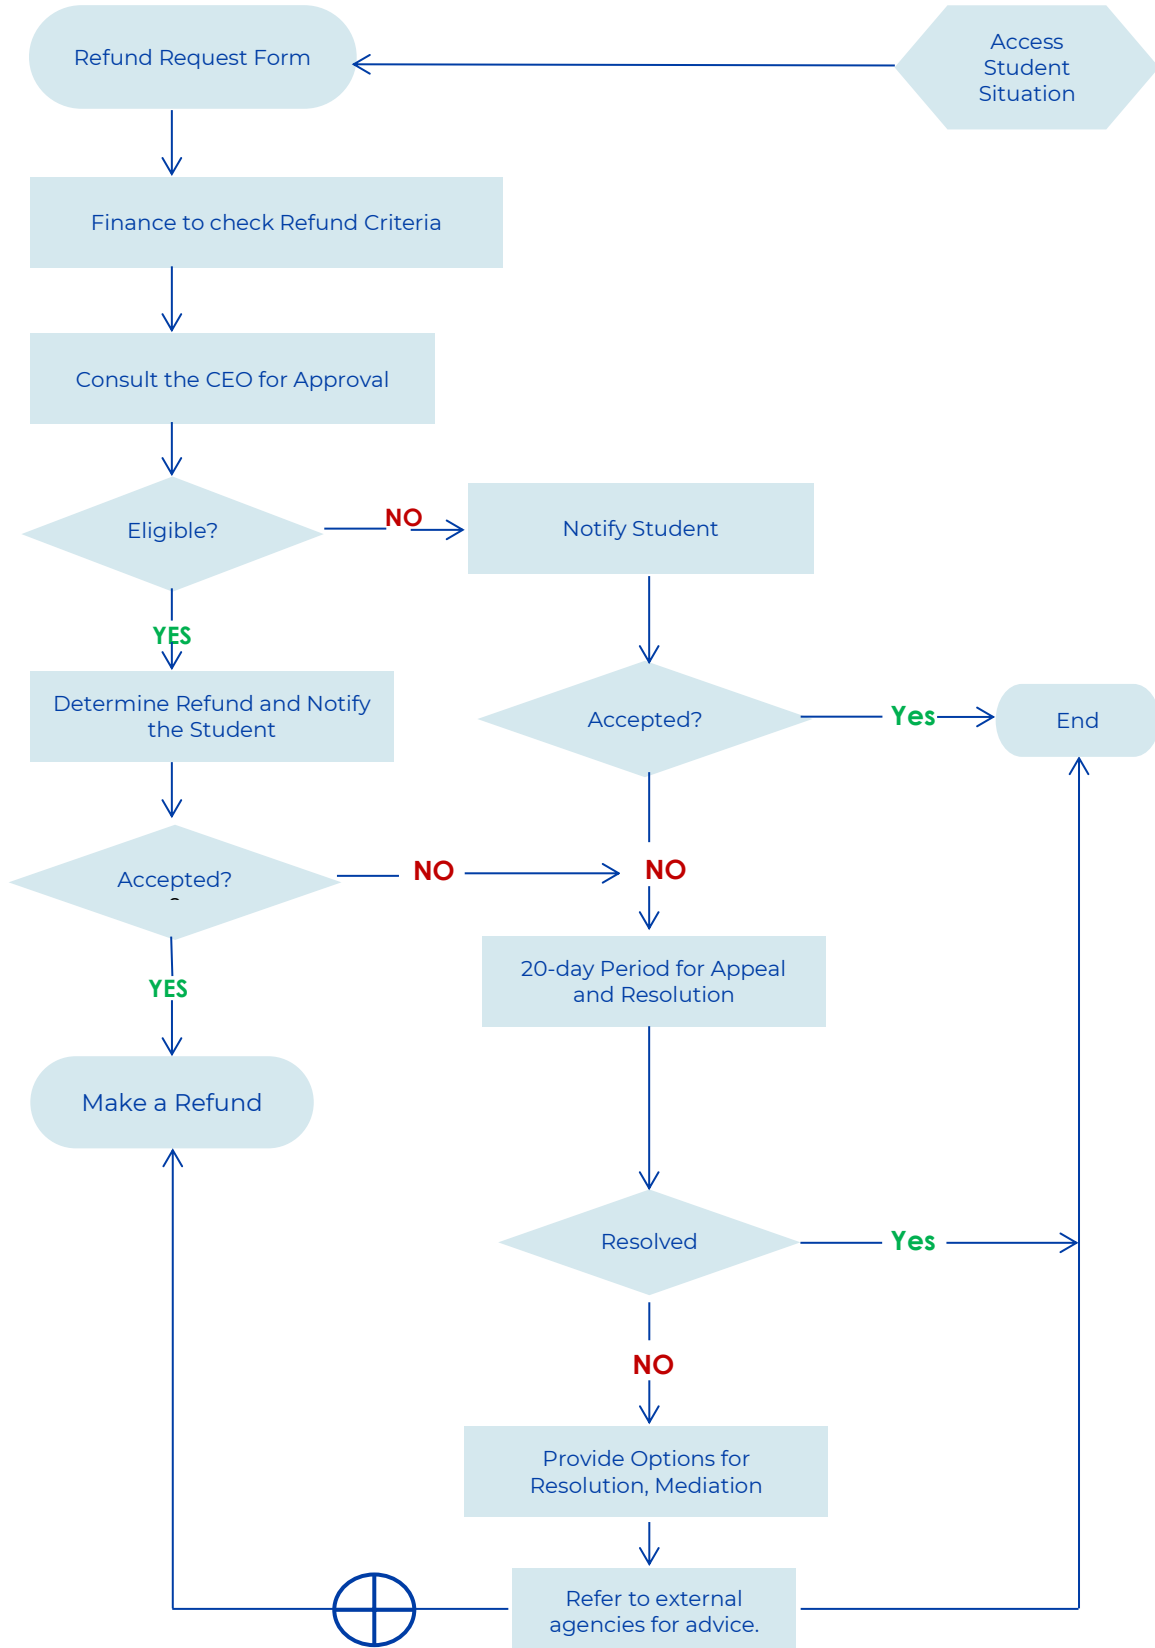 Refund Request Form
Access
Student
Situation
Finance to check Refund Criteria
Consult the CEO for Approval
Eligible?
NO
Notify Student
YES
Determine Refund and Notify
the Student
Accepted?
Yes
End
Accepted?
NO
NO
20-day Period for Appeal
and Resolution
YES
Make a Refund
Resolved
Yes
NO
Provide Options for
Resolution, Mediation
Refer to external
agencies for advice.